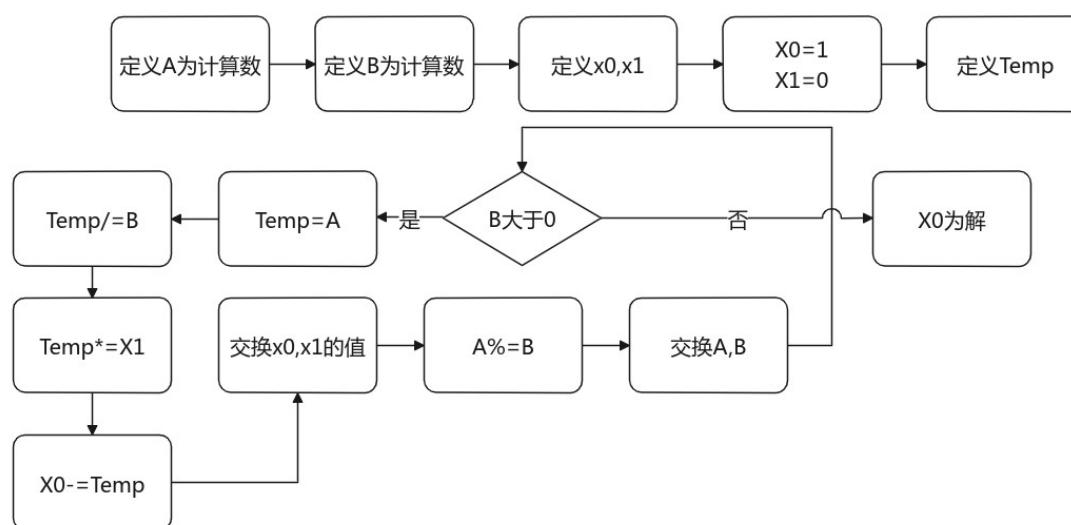 定义A为计算数
定义B为计算数
定义x0,x1
X0=1
X1=0
定义Temp
Temp/=B
Temp=A
是
B大于0
否
X0为解
Temp*=X1
交换x0,x1的值
A%=B
交换A,B
X0-=Temp